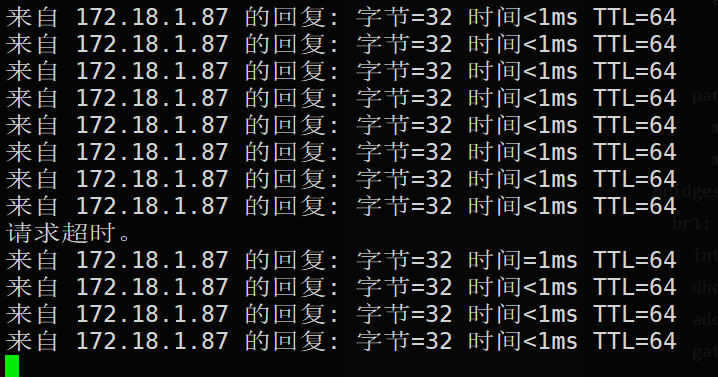 来自 172.18.1.87 的回复: 字节=32 时间<1ms TTL=64
来自 172.18.1.87 的回复: 字节=32 时间<1ms TTL=64
来自 172.18.1.87 的回复: 字节=32 时间<1ms TTL=64
来自 172.18.1.87 的回复: 字节=32 时间<1ms TTL=64
来自 172.18.1.87 的回复: 字节=32 时间<1ms TTL=64
来自 172.18.1.87 的回复: 字节=32 时间<1ms TTL=64
来自 172.18.1.87 的回复: 字节=32 时间<1ms TTL=64
来自 172.18.1.87 的回复: 字节=32 时间<1ms TTL=64
请求超时。
来自 172.18.1.87 的回复: 字节=32 时间=1ms TTL=64
来自 172.18.1.87 的回复: 字节=32 时间<1ms TTL=64
来自 172.18.1.87 的回复: 字节=32 时间<1ms TTL=64
来自 172.18.1.87 的回复: 字节=32 时间<1ms TTL=64
br1: